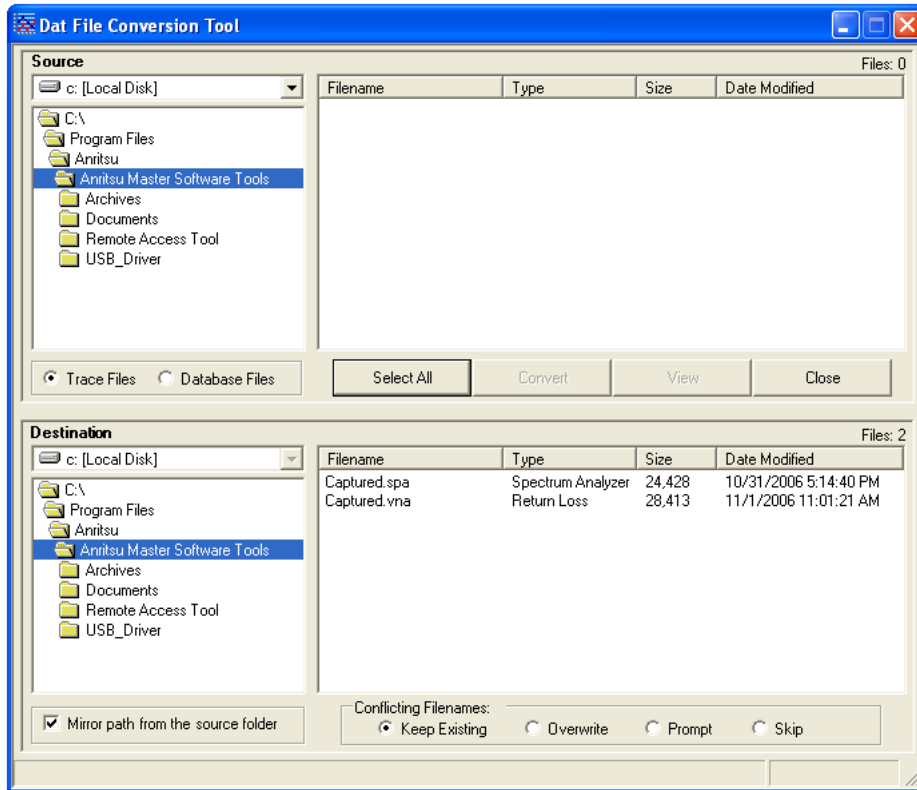 Dat File Conversion Tool
Source
Files: 0
c: [Local Disk]
Filename Type Size Date Modified
C:\
Program Files
Anritsu
Anritsu Master Software Tools
Archives
Documents
Remote Access Tool
USB_Driver
Trace Files Database Files
Select All Convert View Close
Destination
Files: 2
c: [Local Disk]
Filename Type Size Date Modified
Captured.spa Spectrum Analyzer 24,428 10/31/2006 5:14:40 PM
Captured.vna Return Loss 28,413 11/1/2006 11:01:21 AM
C:\
Program Files
Anritsu
Anritsu Master Software Tools
Archives
Documents
Remote Access Tool
USB_Driver
Mirror path from the source folder
Conflicting Filenames:
Keep Existing Overwrite Prompt Skip